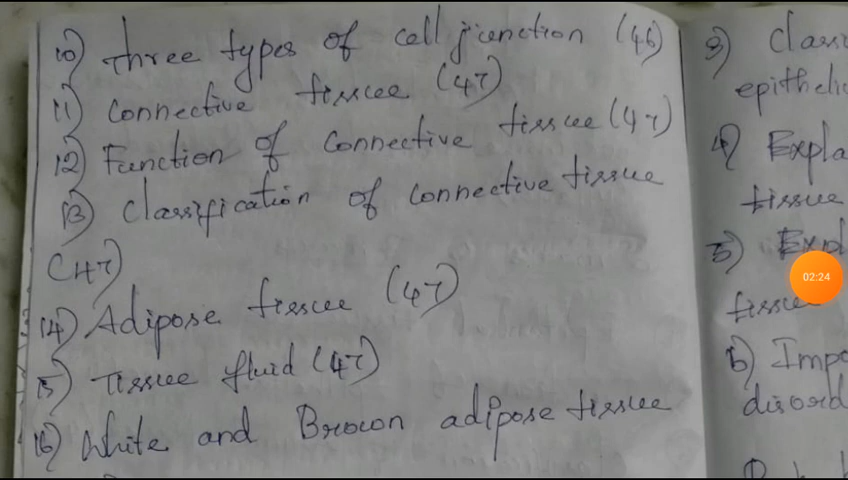 10) Three types of cell junction (46)
11) Connective tissue (47)
12) Function of connective tissue (47)
13) Classification of connective tissue
(47)
14) Adipose tissue (47)
15) Tissue fluid (47)
16) White and Brown adipose tissue
3) Classi
epitheli
4) Expla
tissue
5) Expl
tissue
6) Impo
disord
02:24